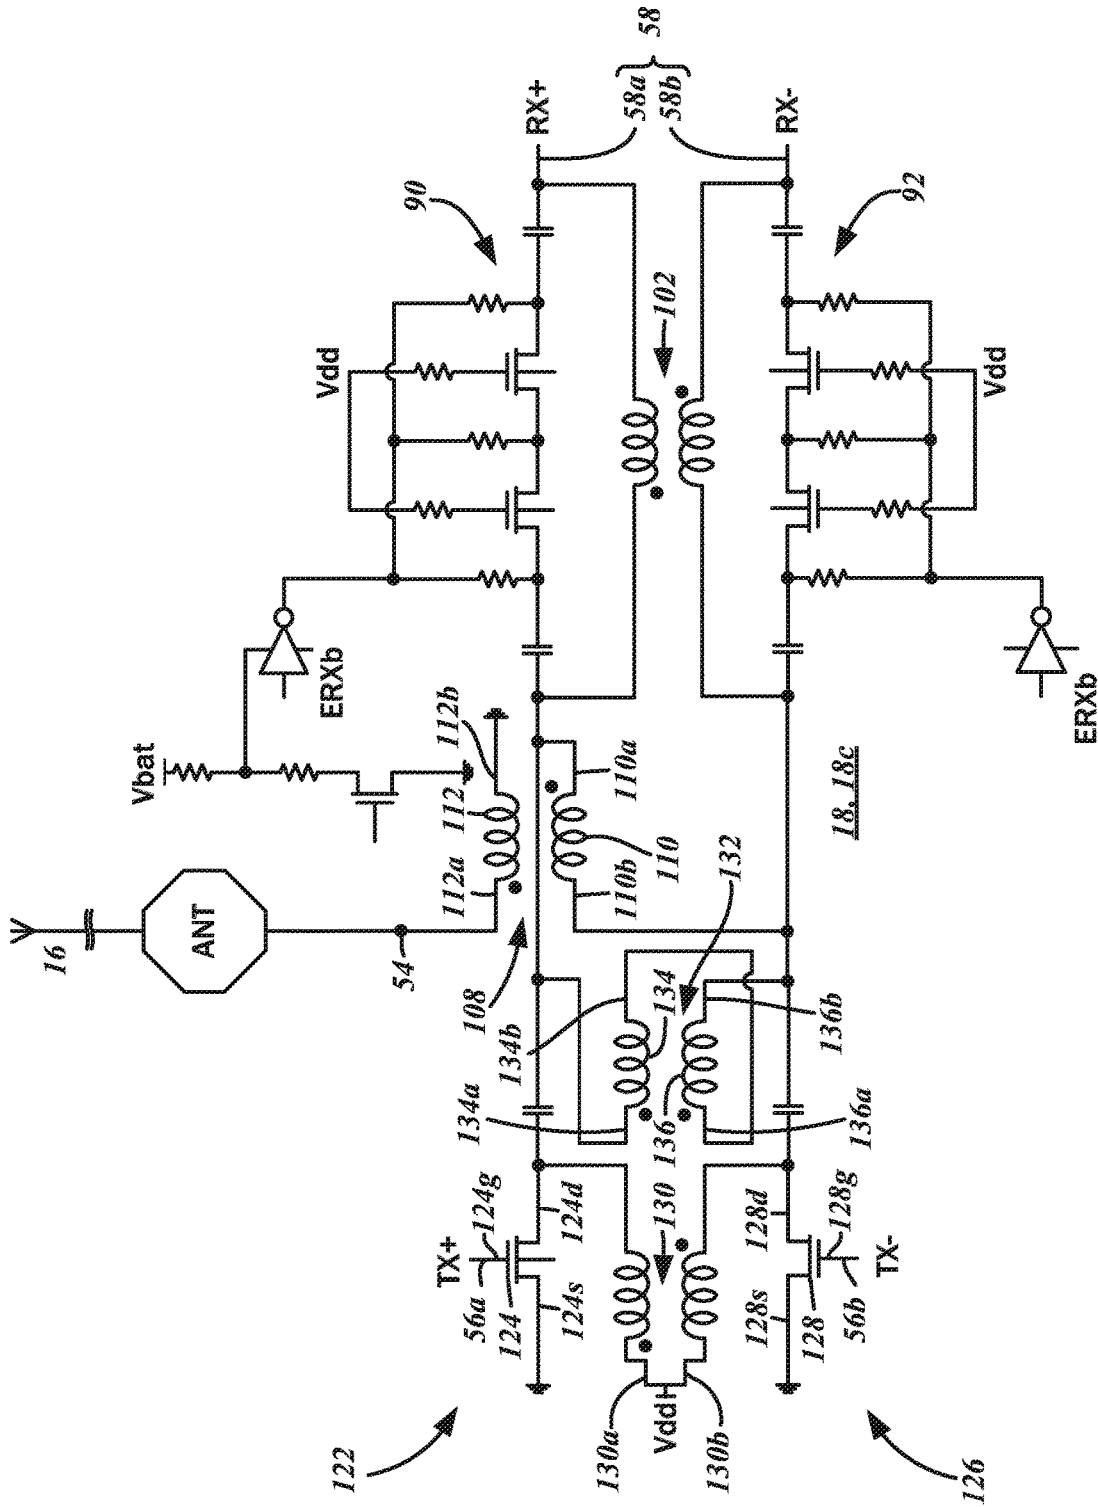 58
58a
58b
RX+
RX-
90
92
102
Vdd
Vdd
ERXb
ERXb
Vbat
112b
112
112a
110a
110
110b
18, 18c
ANT
16
54
108
132
134b
134
134a
136
136b
136a
TX+
124g
56a
124
124d
124s
130
128d
128g
128s
128
56b
TX-
130a
Vdd
130b
122
126